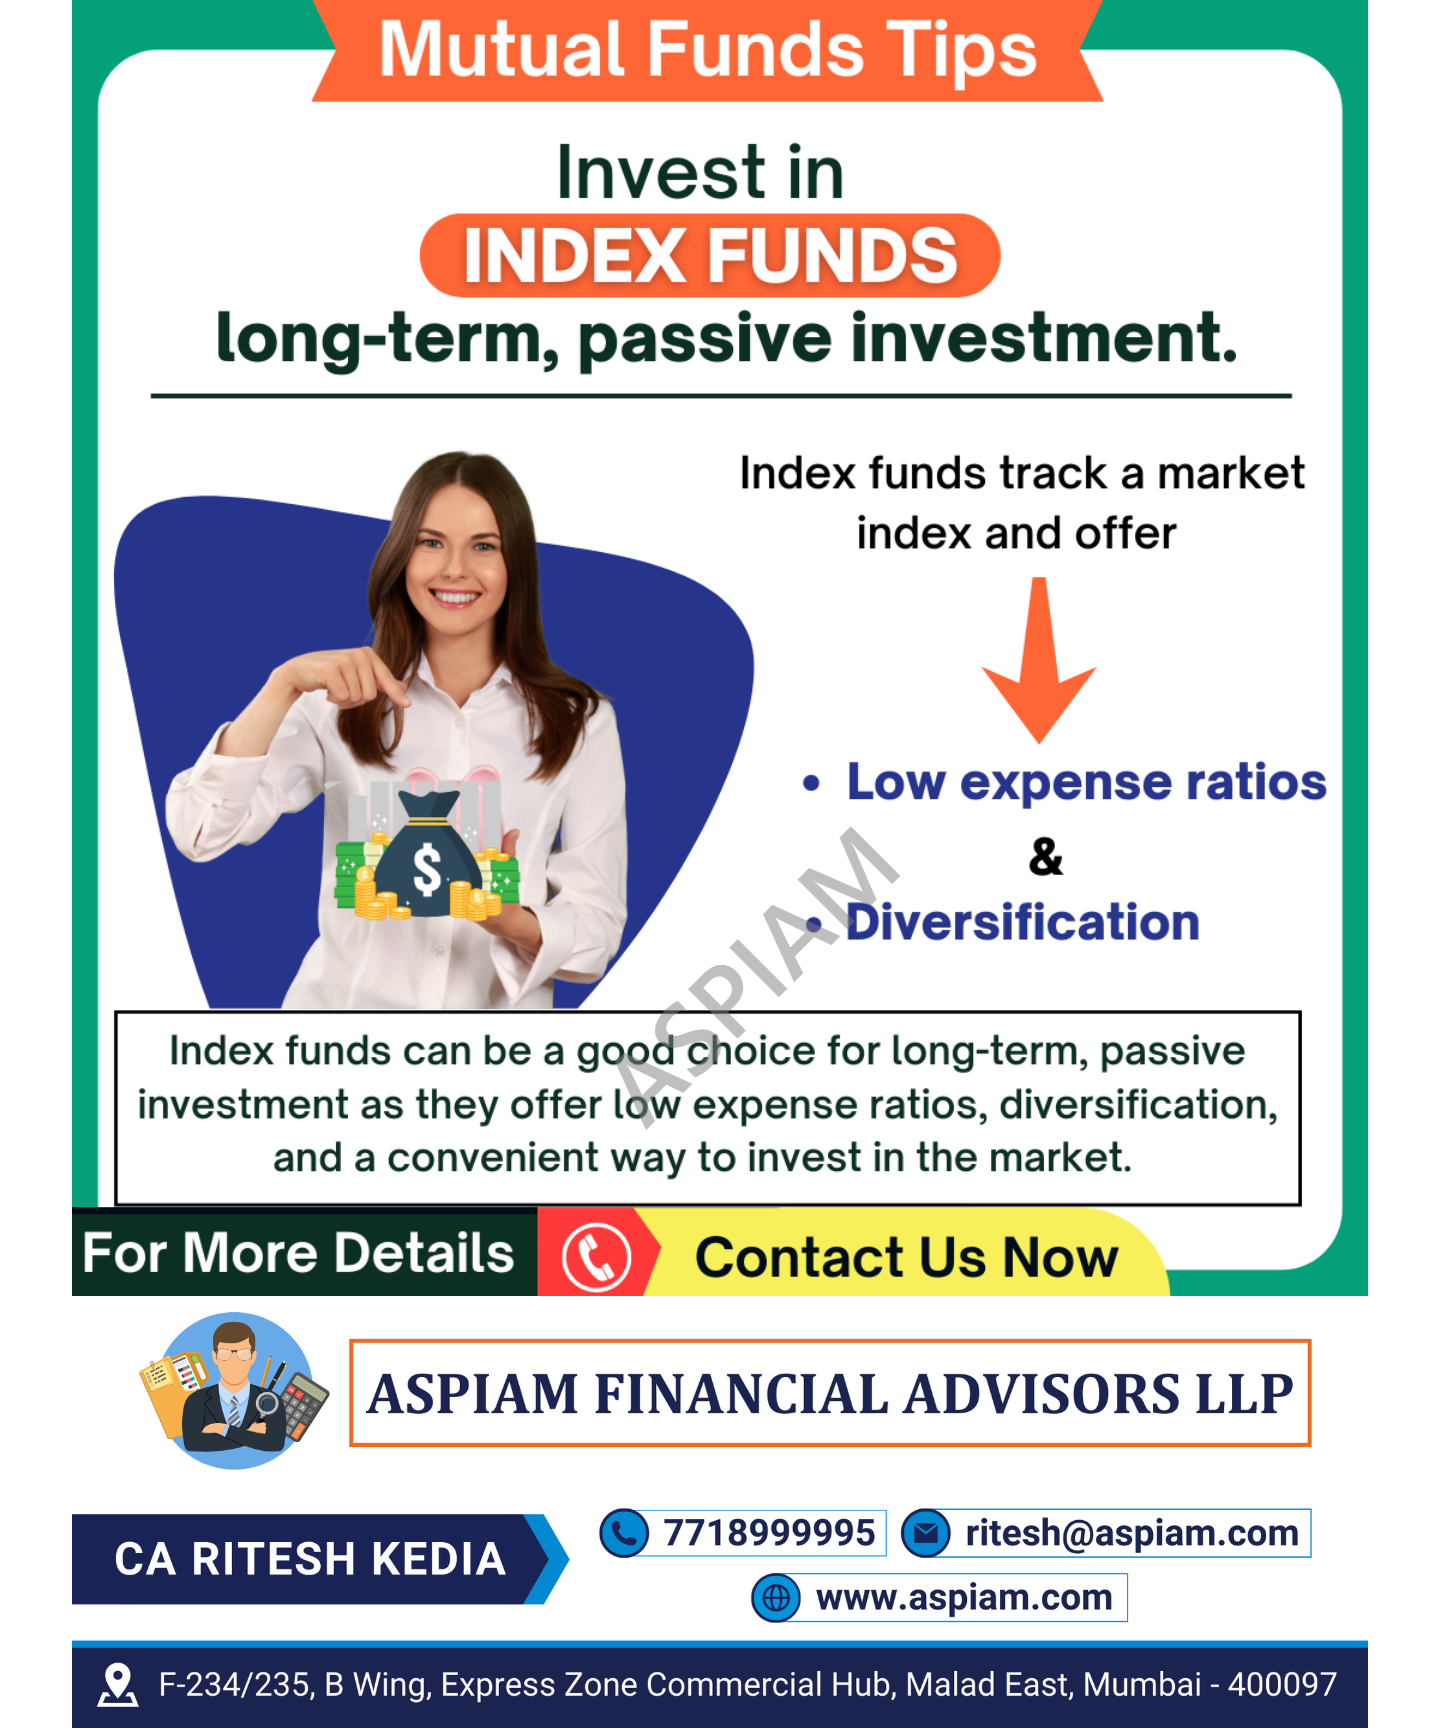 Mutual Funds Tips
Invest in
INDEX FUNDS
long-term, passive investment.
Index funds track a market
index and offer
• Low expense ratios
&
• Diversification
$
ASPIAM
Index funds can be a good choice for long-term, passive
investment as they offer low expense ratios, diversification,
and a convenient way to invest in the market.
For More Details
Contact Us Now
ASPIAM FINANCIAL ADVISORS LLP
CA RITESH KEDIA
7718999995
ritesh@aspiam.com
www.aspiam.com
F-234/235, B Wing, Express Zone Commercial Hub, Malad East, Mumbai - 400097